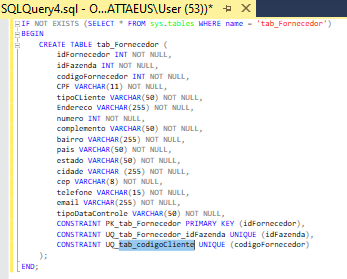 SQLQuery4.sql - O...ATTAEUS\User (53))*
IF NOT EXISTS (SELECT * FROM sys.tables WHERE name = 'tab_Fornecedor')
BEGIN
CREATE TABLE tab_Fornecedor (
idFornecedor INT NOT NULL,
idFazenda INT NOT NULL,
codigoFornecedor INT NOT NULL,
CPF VARCHAR(11) NOT NULL,
tipoCLiente VARCHAR(50) NOT NULL,
Endereco VARCHAR(255) NOT NULL,
numero INT NOT NULL,
complemento VARCHAR(50) NOT NULL,
bairro VARCHAR(255) NOT NULL,
pais VARCHAR(50) NOT NULL,
estado VARCHAR(50) NOT NULL,
cidade VARCHAR (255) NOT NULL,
cep VARCHAR(8) NOT NULL,
telefone VARCHAR(15) NOT NULL,
email VARCHAR(255) NOT NULL,
tipoDataControle VARCHAR(50) NOT NULL,
CONSTRAINT PK_tab_Fornecedor PRIMARY KEY (idFornecedor),
CONSTRAINT UQ_tab_Fornecedor_idFazenda UNIQUE (idFazenda),
CONSTRAINT UQ_tab_codigoCliente UNIQUE (codigoFornecedor)
);
END;